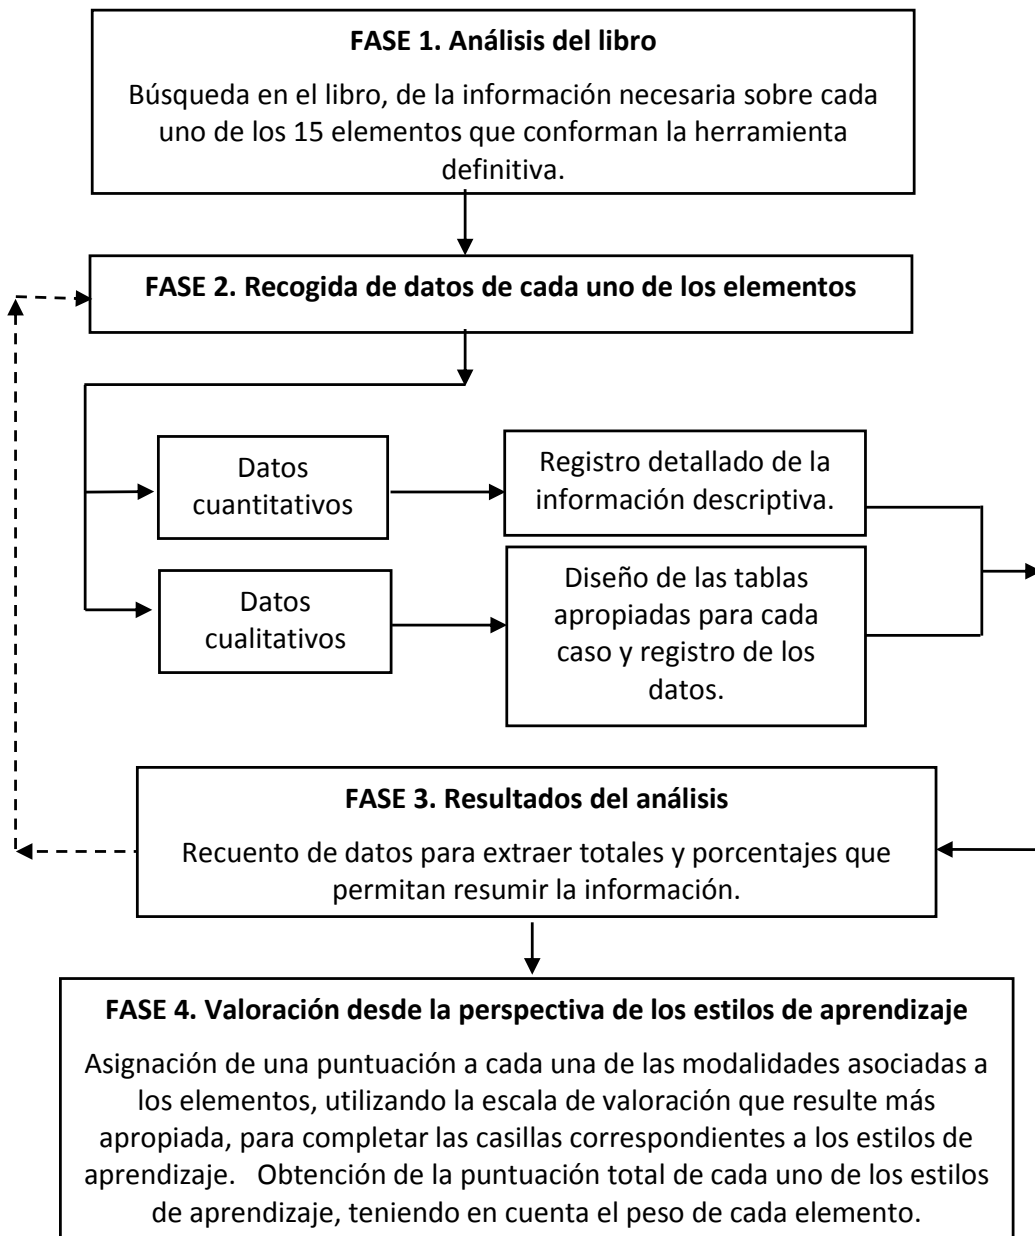 FASE 1. Análisis del libro
Búsqueda en el libro, de la información necesaria sobre cada
uno de los 15 elementos que conforman la herramienta
definitiva.
FASE 2. Recogida de datos de cada uno de los elementos
Datos
cuantitativos
Registro detallado de la
información descriptiva.
Datos
cualitativos
Diseño de las tablas
apropiadas para cada
caso y registro de los
datos.
FASE 3. Resultados del análisis
Recuento de datos para extraer totales y porcentajes que
permitan resumir la información.
FASE 4. Valoración desde la perspectiva de los estilos de aprendizaje
Asignación de una puntuación a cada una de las modalidades asociadas a
los elementos, utilizando la escala de valoración que resulte más
apropiada, para completar las casillas correspondientes a los estilos de
aprendizaje.   Obtención de la puntuación total de cada uno de los estilos
de aprendizaje, teniendo en cuenta el peso de cada elemento.